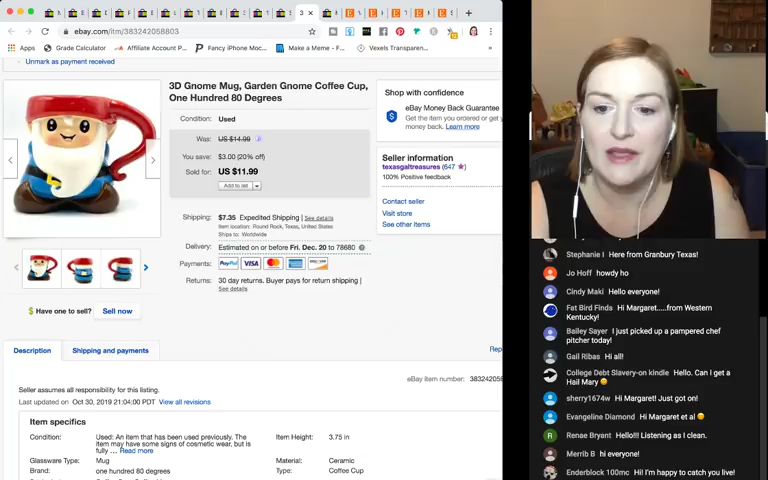 ebay.com/itm/383242058803
Apps
Grade Calculator
Affiliate Account P...
Fancy iPhone Moc...
Make a Meme - F...
Vexels Transparen...
Unmark as payment received
3D Gnome Mug, Garden Gnome Coffee Cup,
One Hundred 80 Degrees
Condition: Used
Was: US $14.99
You save: $3.00 (20% off)
Sold for: US $11.99
Add to list
Shipping: $7.35 Expedited Shipping | See details
Item location: Round Rock, Texas, United States
Ships to: Worldwide
Delivery: Estimated on or before Fri. Dec. 20 to 78680
Payments: PayPal VISA
Returns: 30 day returns. Buyer pays for return shipping |
See details
Shop with confidence
eBay Money Back Guarantee
Get the item you ordered or get y
money back. Learn more
Seller information
texasgaltreasures (647
100% Positive feedback
Contact seller
Visit store
See other items
$ Have one to sell? Sell now
Description
Shipping and payments
Rep
eBay item number: 383242058
Seller assumes all responsibility for this listing.
Last updated on Oct 30, 2019 21:04:00 PDT View all revisions
Item specifics
Condition: Used: An item that has been used previously. The
item may have some signs of cosmetic wear, but is
fully ... Read more
Item Height: 3.75 in
Glassware Type: Mug
Material: Ceramic
Brand: one hundred 80 degrees
Type: Coffee Cup
Stephanie I Here from Granbury Texas!
Jo Hoff howdy ho
Cindy Maki Hello everyone!
Fat Bird Finds Hi Margaret.....from Western
Kentucky!
Bailey Sayer I just picked up a pampered chef
pitcher today!
Gail Ribas Hi all!
College Debt Slavery-on kindle Hello. Can I get a
Hail Mary
sherry1674w Hi Margaret! Just got on!
Evangeline Diamond Hi Margaret et al
R
Renae Bryant Hello!!! Listening as I clean.
Merrib B hi everyone!
Enderblock 100mc Hi! I'm happy to catch you live!